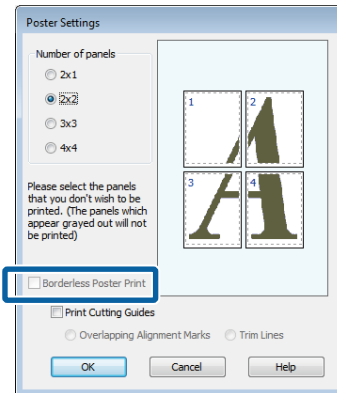 Poster Settings
Number of panels
2x1
2x2
3x3
4x4
1
2
3
4
Please select the panels
that you don't wish to be
printed. (The panels which
appear grayed out will not
be printed)
Borderless Poster Print
Print Cutting Guides
Overlapping Alignment Marks
Trim Lines
OK
Cancel
Help